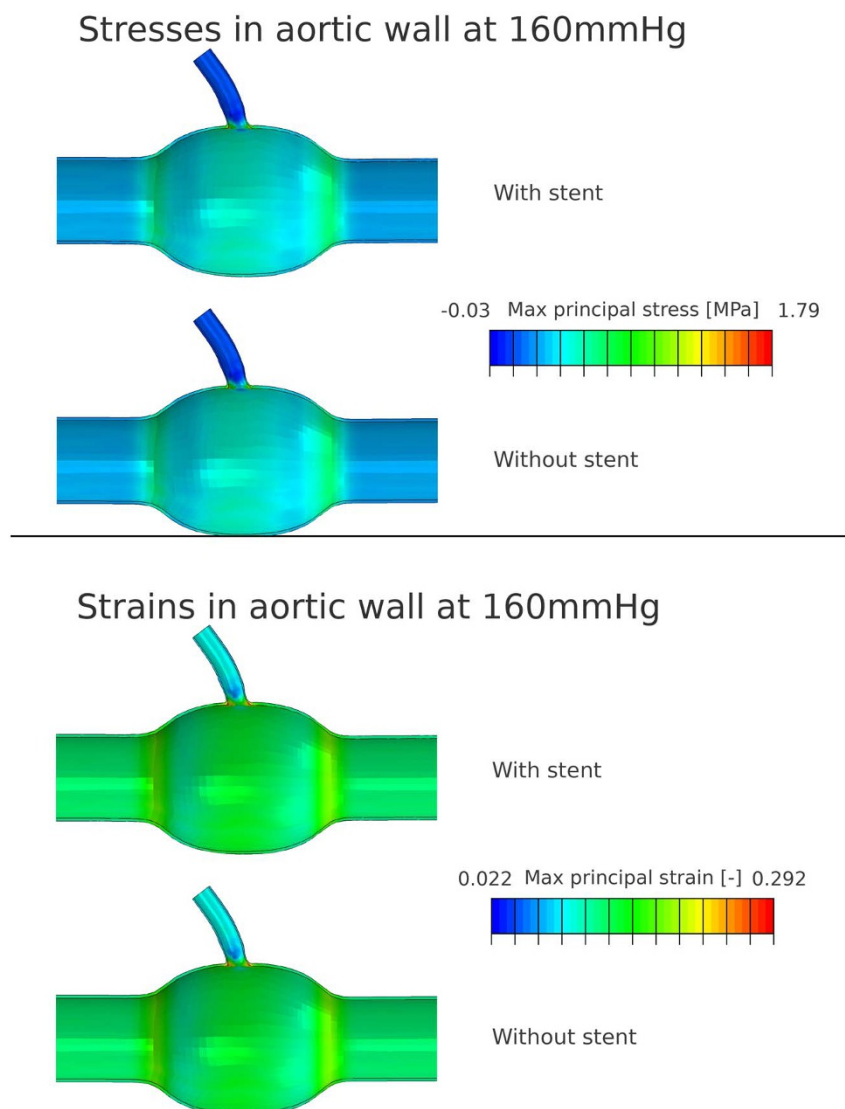 Stresses in aortic wall at 160mmHg
With stent
-0.03 Max principal stress [MPa] 1.79
Without stent
Strains in aortic wall at 160mmHg
With stent
0.022 Max principal strain [-] 0.292
Without stent